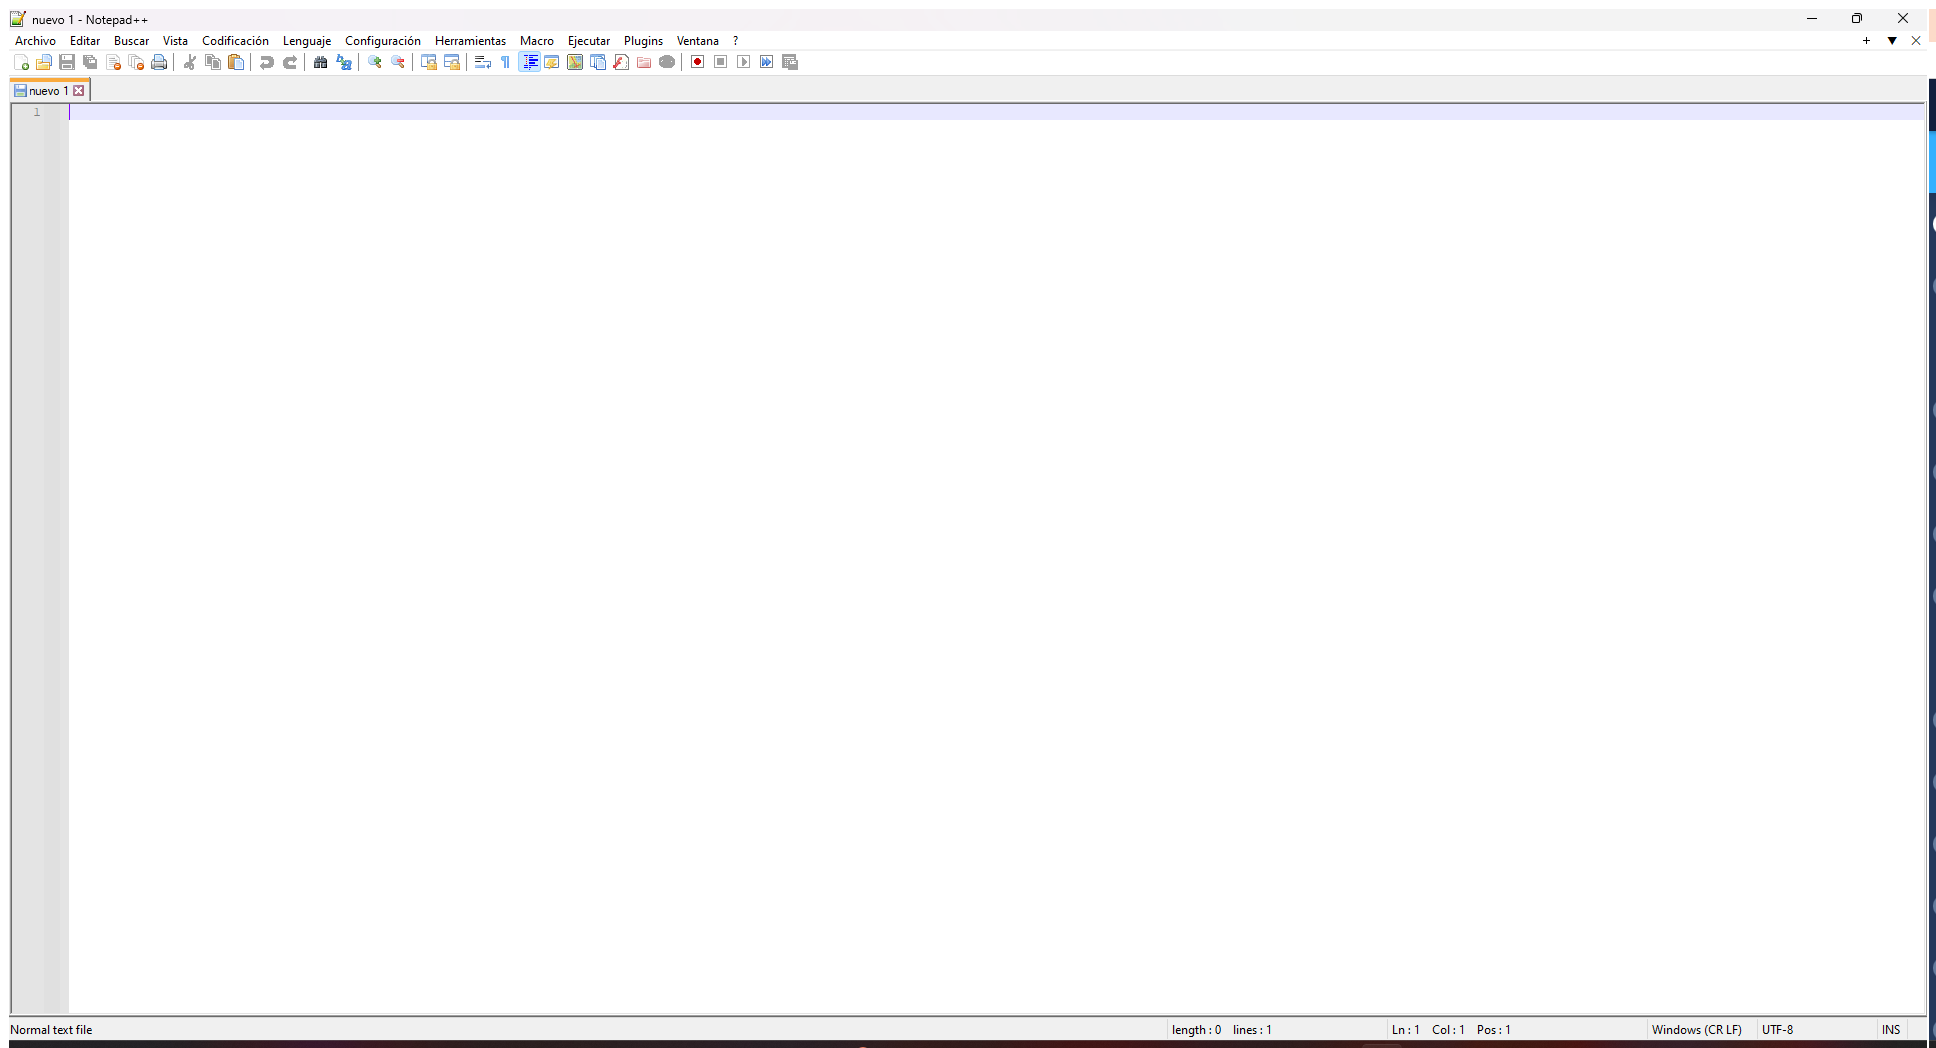 nuevo 1 - Notepad++
Archivo Editar Buscar Vista Codificación Lenguaje Configuración Herramientas Macro Ejecutar Plugins Ventana ?
nuevo 1
1
Normal text file length : 0 lines : 1 Ln : 1 Col : 1 Pos : 1 Windows (CR LF) UTF-8 INS